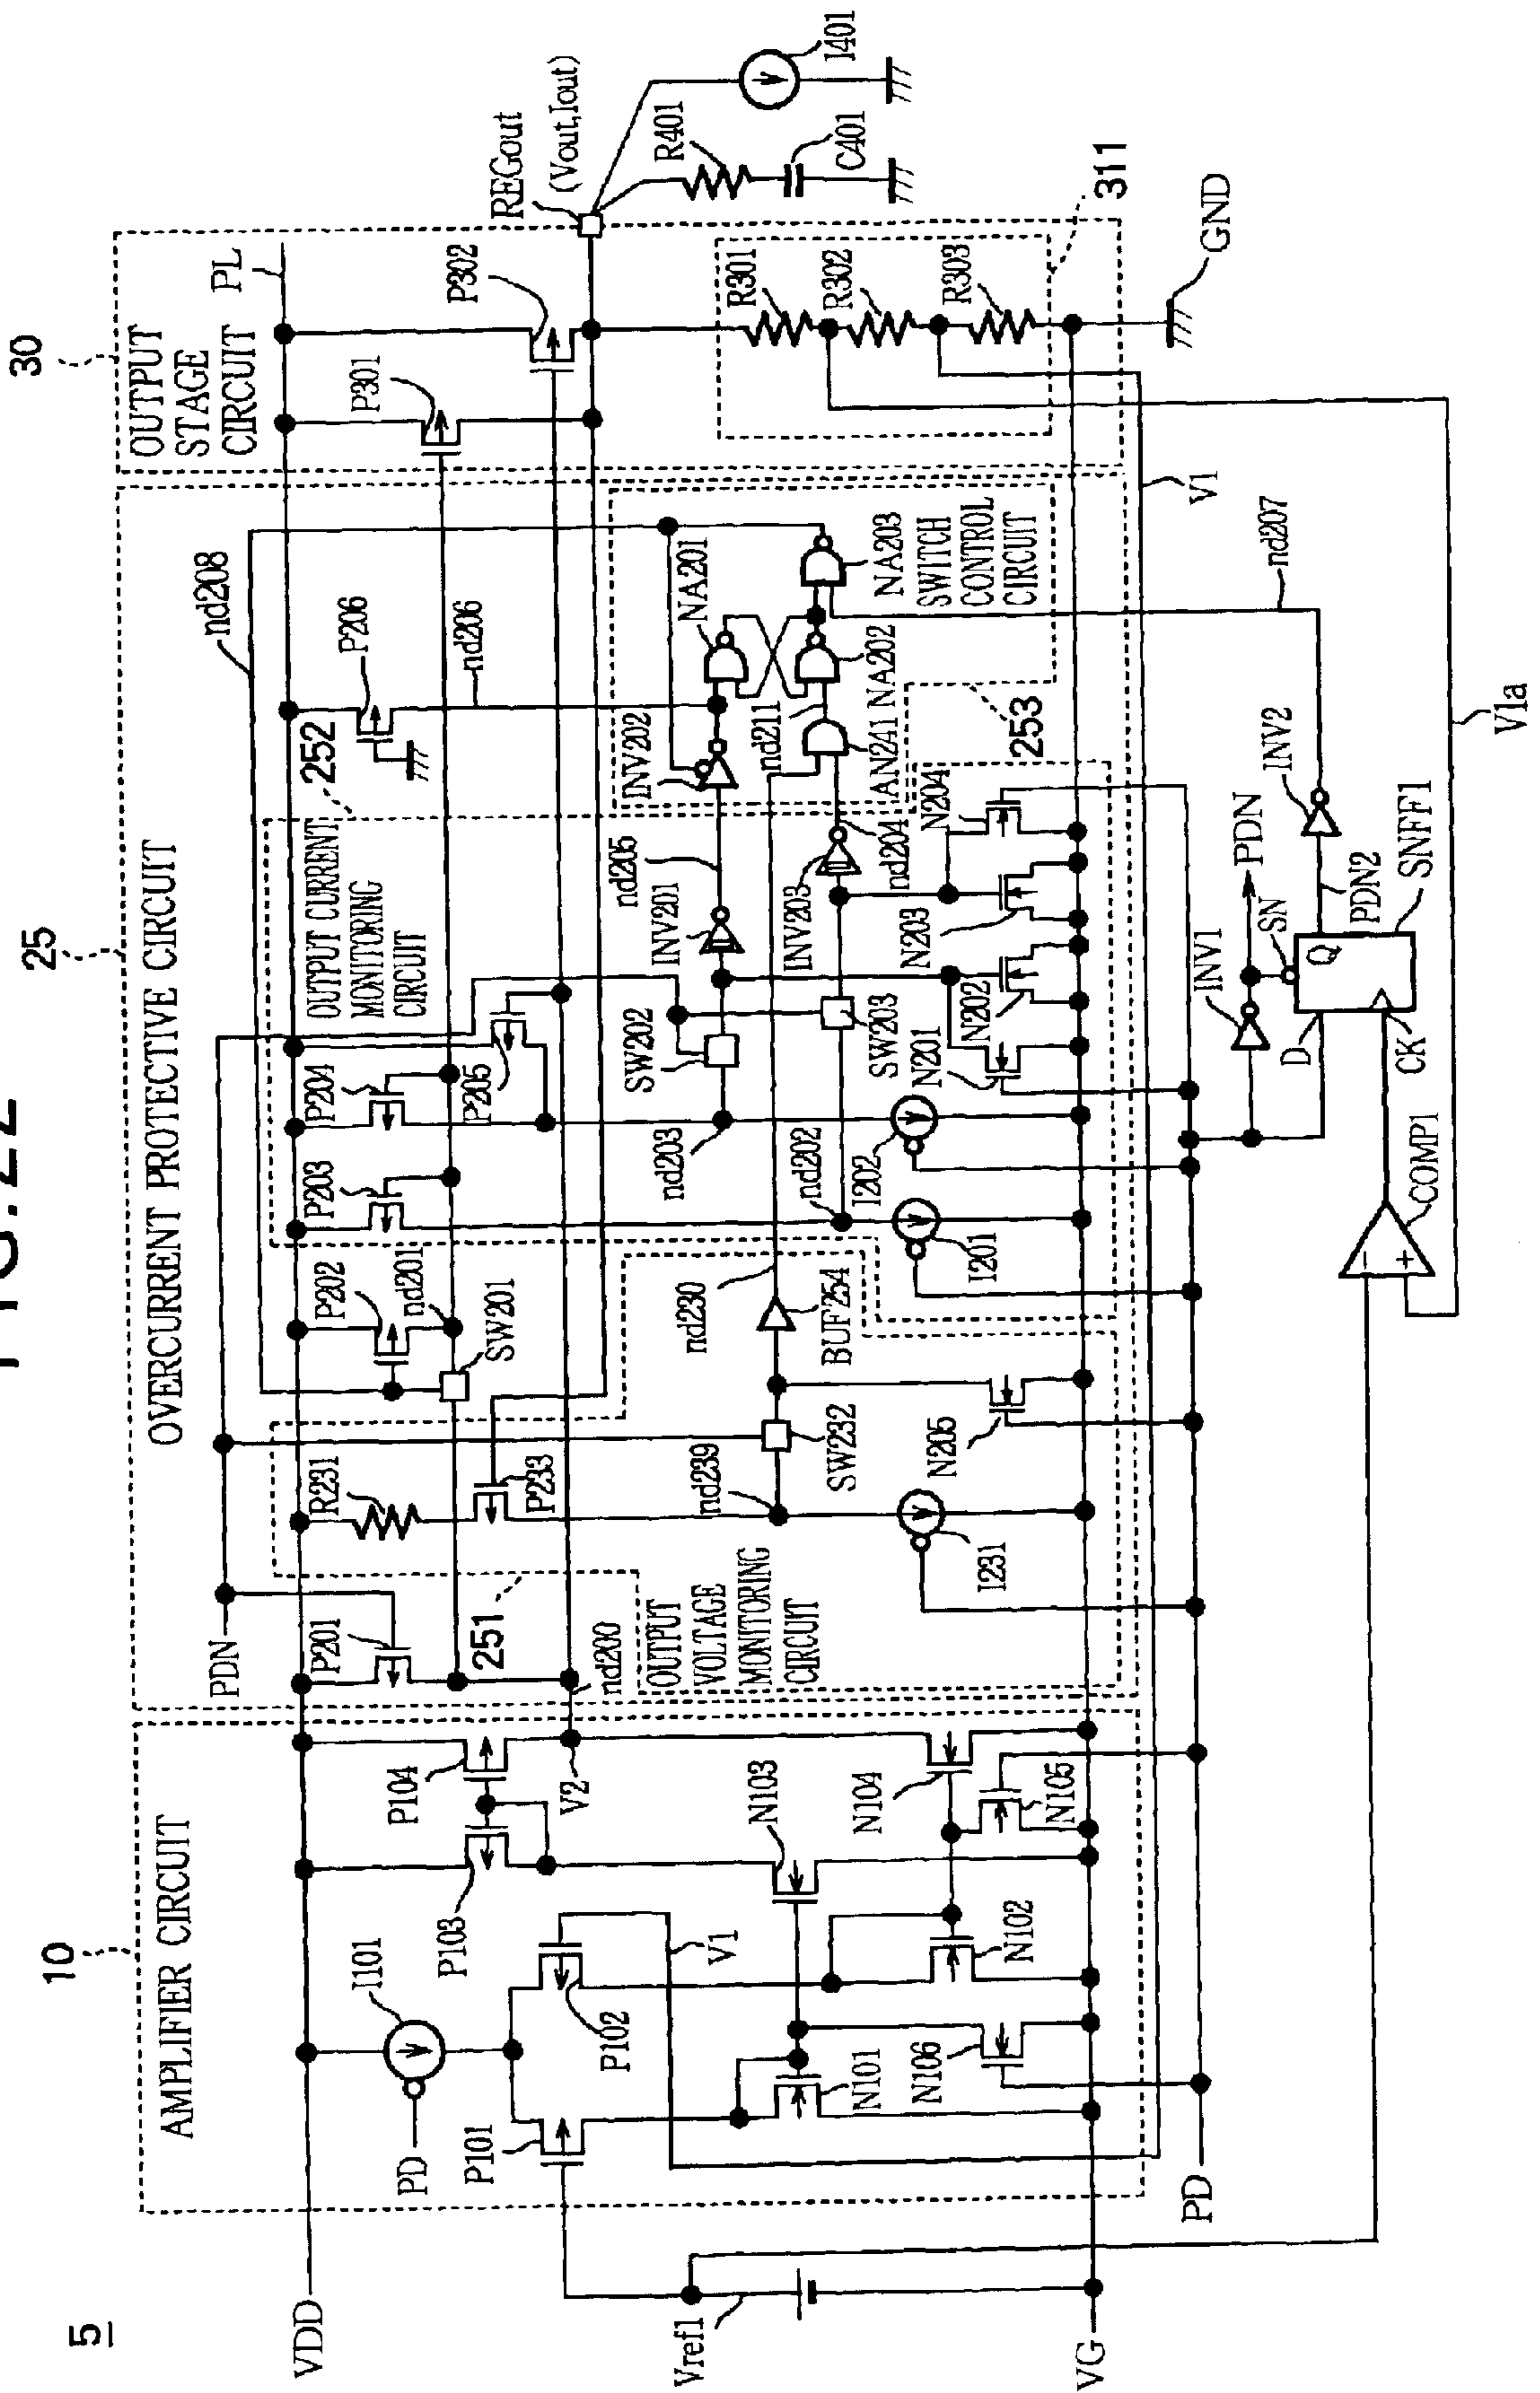 FIG. 22
5
10
AMPLIFIER CIRCUIT
25
OVERCURRENT PROTECTIVE CIRCUIT
30
OUTPUT
STAGE
CIRCUIT
VDD
PD
I101
P101
P102
P103
P104
V1
V2
N101
N102
N103
N104
N105
N106
Vref1
VG
PD
PDN
P201
nd200
251
OUTPUT
VOLTAGE
MONITORING
CIRCUIT
R231
P233
nd239
SW232
I231
N205
P202
nd201
SW201
nd230
BUF254
nd208
252
OUTPUT CURRENT
MONITORING
CIRCUIT
P203
P204
P205
nd203
nd202
I201
I202
SW202
SW203
INV201
INV203
nd205
nd204
N201
N202
N203
N204
P206
nd206
INV202
nd211
AN241
NA201
NA202
NA203
SWITCH
CONTROL
CIRCUIT
253
PL
P301
P302
REGout
(Vout,Iout)
R401
C401
I401
R301
R302
R303
311
GND
V1
nd207
V1a
INV1
PDN
SN
D
Q
CK
PDN2
SNFF1
INV2
COMP1
-
+